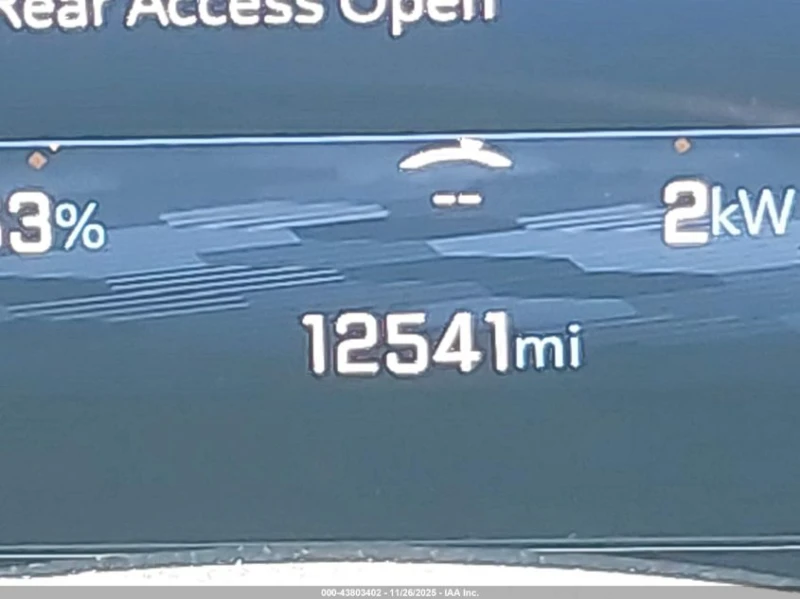 Rear Access Open
--
3%
2kW
12541mi
000-43803402 - 11/26/2025 - IAA Inc.